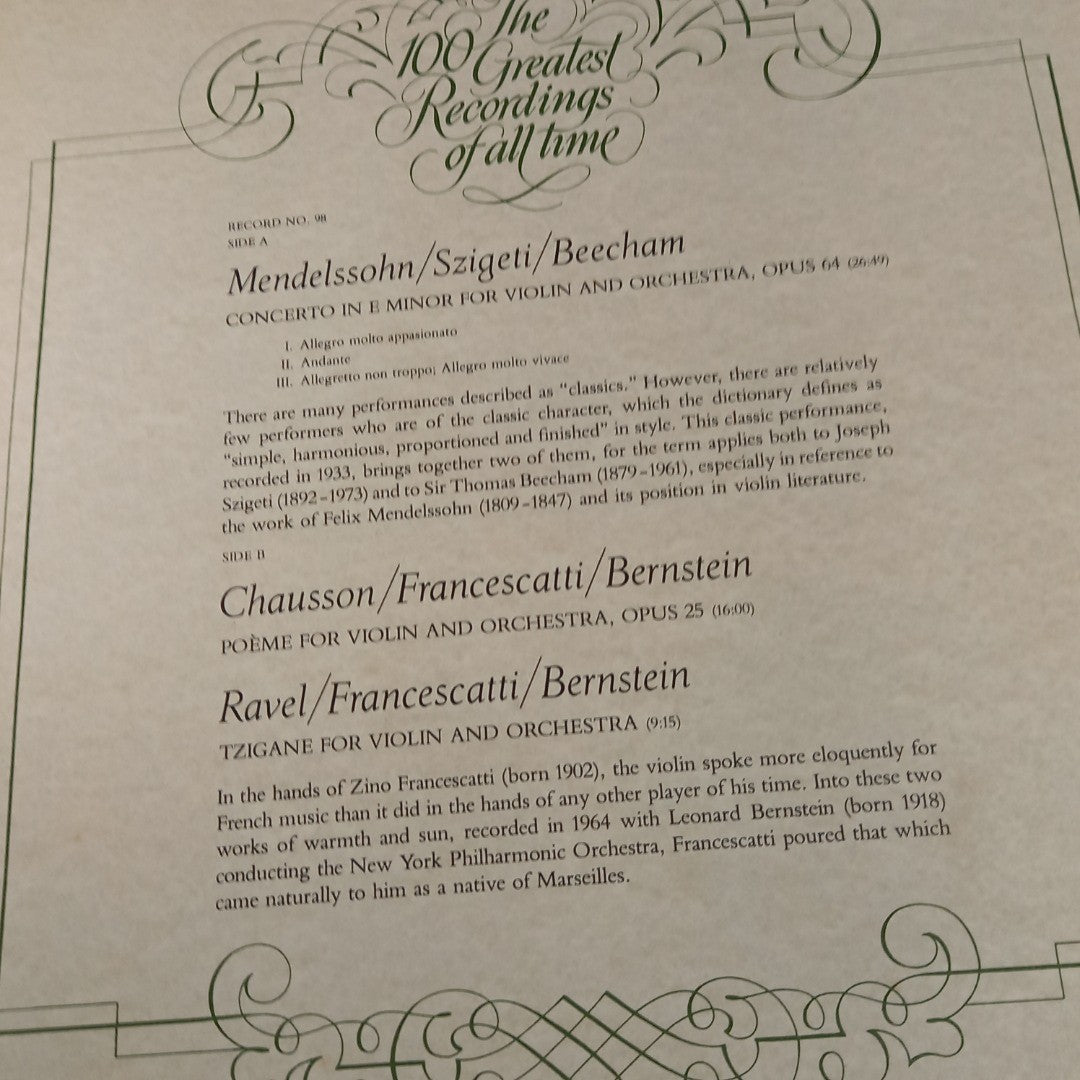 The
100 Greatest
Recordings
of all time
RECORD NO. 98
SIDE A
Mendelssohn/Szigeti/Beecham
CONCERTO IN E MINOR FOR VIOLIN AND ORCHESTRA, OPUS 64 (26:49)
I. Allegro molto appasionato
II. Andante
III. Allegretto non troppo; Allegro molto vivace
There are many performances described as “classics.” However, there are relatively
few performers who are of the classic character, which the dictionary defines as
“simple, harmonious, proportioned and finished” in style. This classic performance,
recorded in 1933, brings together two of them, for the term applies both to Joseph
Szigeti (1892–1973) and to Sir Thomas Beecham (1879–1961), especially in reference to
the work of Felix Mendelssohn (1809–1847) and its position in violin literature.
SIDE B
Chausson/Francescatti/Bernstein
POÈME FOR VIOLIN AND ORCHESTRA, OPUS 25 (16:00)
Ravel/Francescatti/Bernstein
TZIGANE FOR VIOLIN AND ORCHESTRA (9:15)
In the hands of Zino Francescatti (born 1902), the violin spoke more eloquently for
French music than it did in the hands of any other player of his time. Into these two
works of warmth and sun, recorded in 1964 with Leonard Bernstein (born 1918)
conducting the New York Philharmonic Orchestra, Francescatti poured that which
came naturally to him as a native of Marseilles.